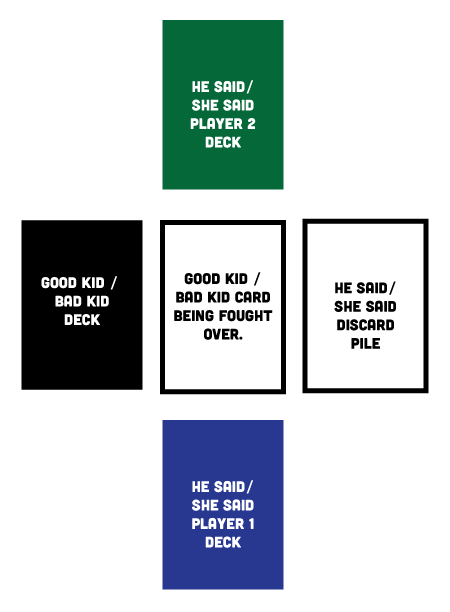 HE SAID/
SHE SAID
PLAYER 2
DECK
GOOD KID /
BAD KID
DECK
GOOD KID /
BAD KID CARD
BEING FOUGHT
OVER.
HE SAID/
SHE SAID
DISCARD
PILE
HE SAID/
SHE SAID
PLAYER 1
DECK